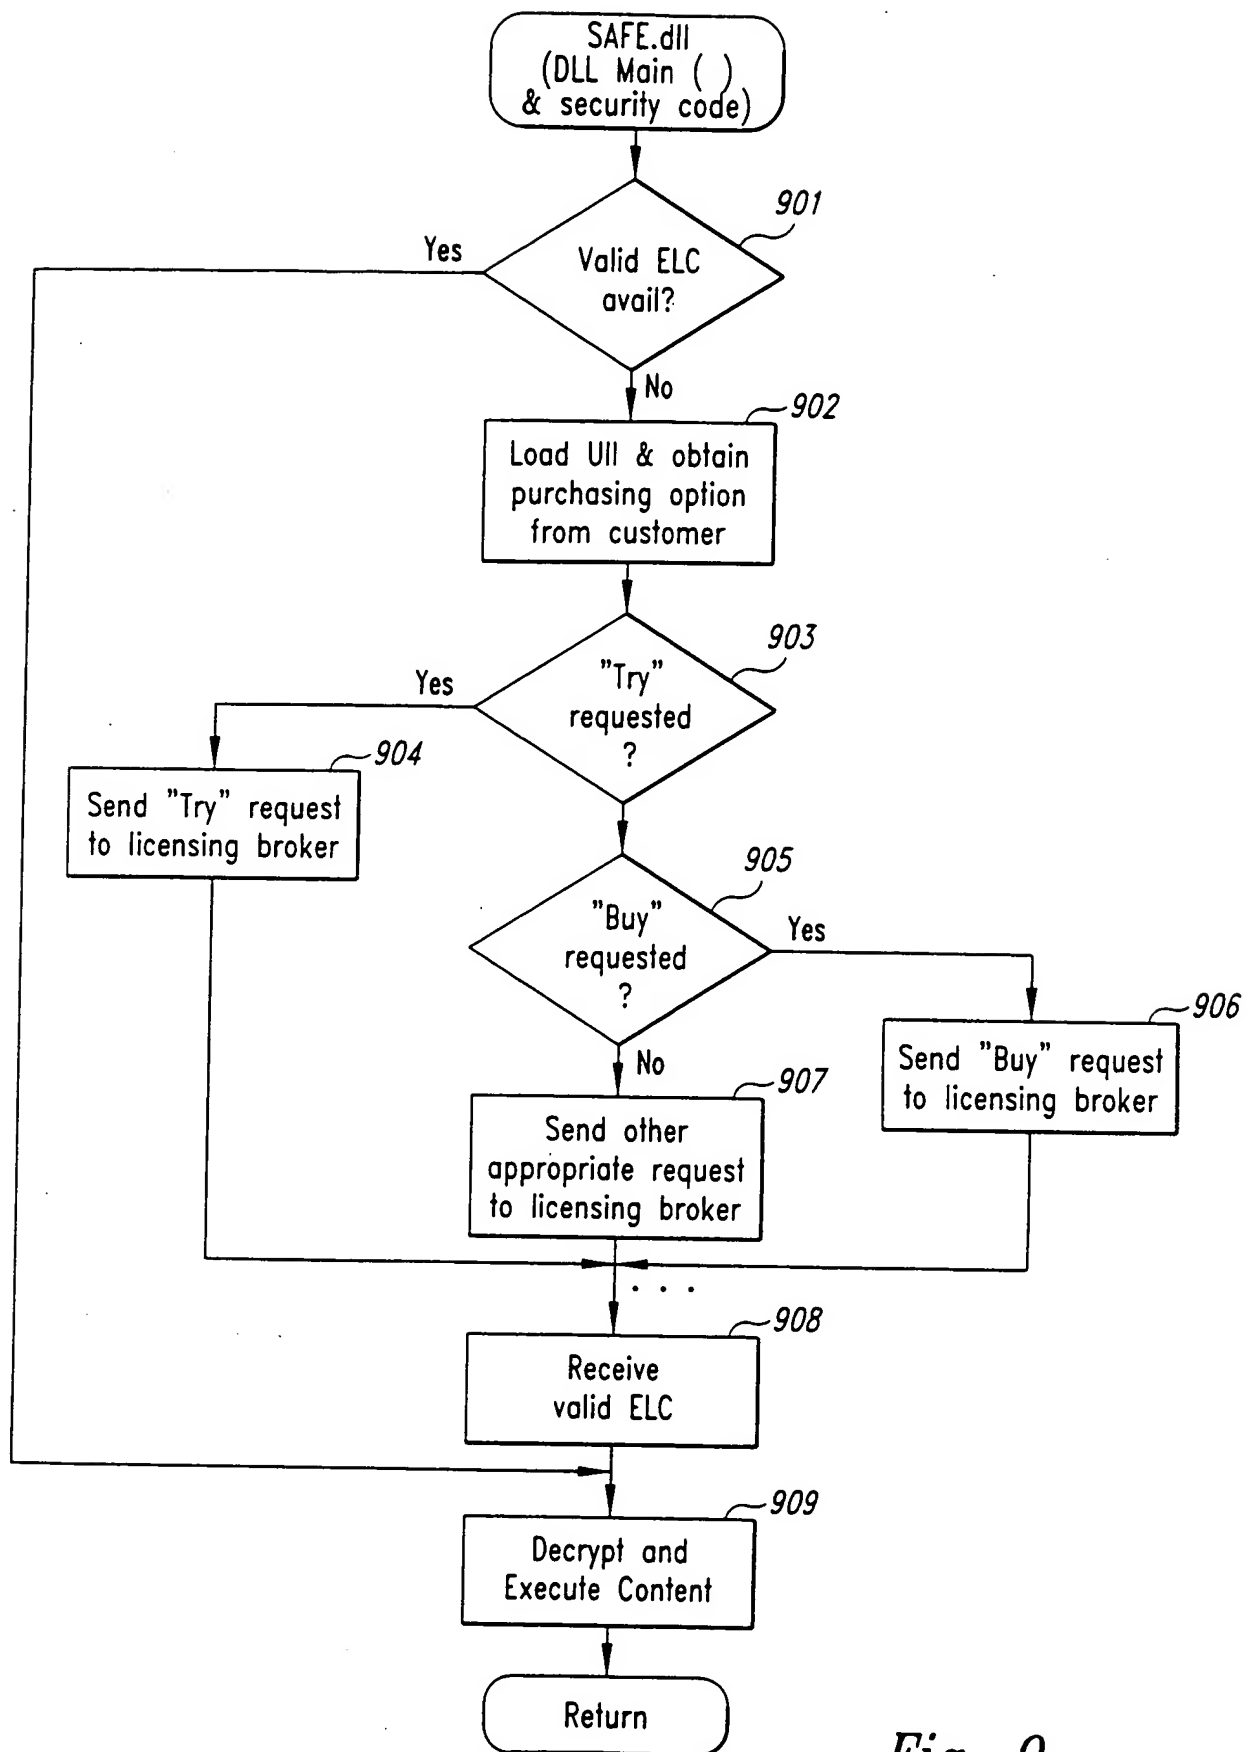 SAFE.dll
(DLL Main ( )
& security code)
901
Yes
Valid ELC
avail?
No
902
Load UII & obtain
purchasing option
from customer
903
Yes
"Try"
requested
?
904
Send "Try" request
to licensing broker
905
"Buy"
requested
?
Yes
906
Send "Buy" request
to licensing broker
No
907
Send other
appropriate request
to licensing broker
. . .
908
Receive
valid ELC
909
Decrypt and
Execute Content
Return
Fig. 9